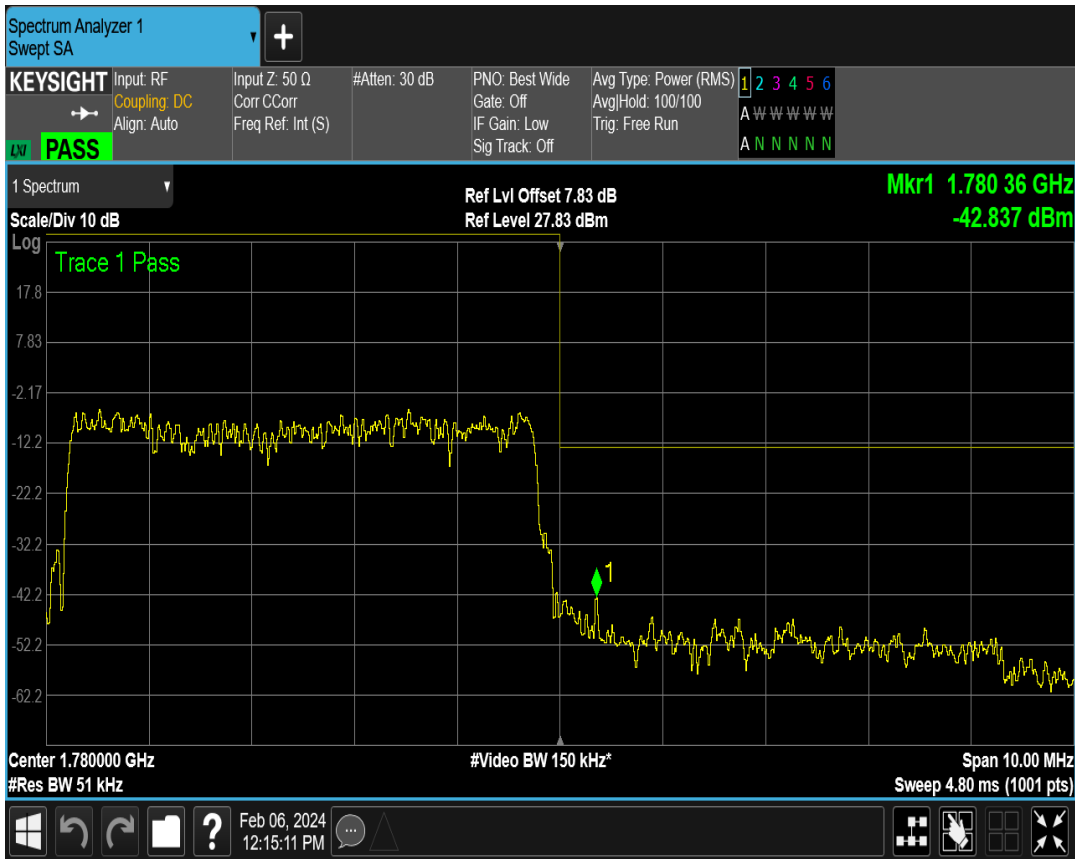 Spectrum Analyzer 1
Swept SA
+
KEYSIGHT
LXI PASS
Input: RF
Coupling: DC
Align: Auto
Input Z: 50 Ω
Corr CCorr
Freq Ref: Int (S)
#Atten: 30 dB
PNO: Best Wide
Gate: Off
IF Gain: Low
Sig Track: Off
Avg Type: Power (RMS)
Avg|Hold: 100/100
Trig: Free Run
1 2 3 4 5 6
A W W W W W
A N N N N N
1 Spectrum
Scale/Div 10 dB
Ref Lvl Offset 7.83 dB
Ref Level 27.83 dBm
Mkr1 1.780 36 GHz
-42.837 dBm
Log
Trace 1 Pass
17.8
7.83
-2.17
-12.2
-22.2
-32.2
-42.2
-52.2
-62.2
1
Center 1.780000 GHz
#Res BW 51 kHz
#Video BW 150 kHz*
Span 10.00 MHz
Sweep 4.80 ms (1001 pts)
?
Feb 06, 2024
12:15:11 PM
...